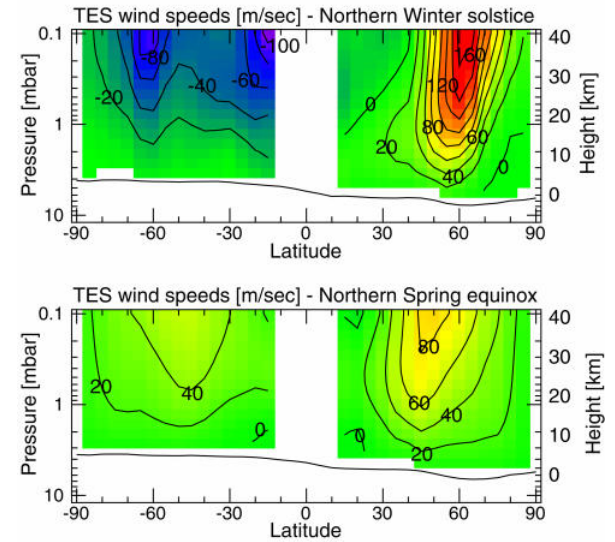 TES wind speeds [m/sec] - Northern Winter solstice
0.1 1 10
Pressure [mbar]
-20 -80 -40 -60 -100
0 20 40 60 80 120 160 0
40 30 20 10 0
Height [km]
-90 -60 -30 0 30 60 90
Latitude
TES wind speeds [m/sec] - Northern Spring equinox
0.1 1 10
Pressure [mbar]
20 40 0
0 20 40 60 80
40 30 20 10 0
Height [km]
-90 -60 -30 0 30 60 90
Latitude